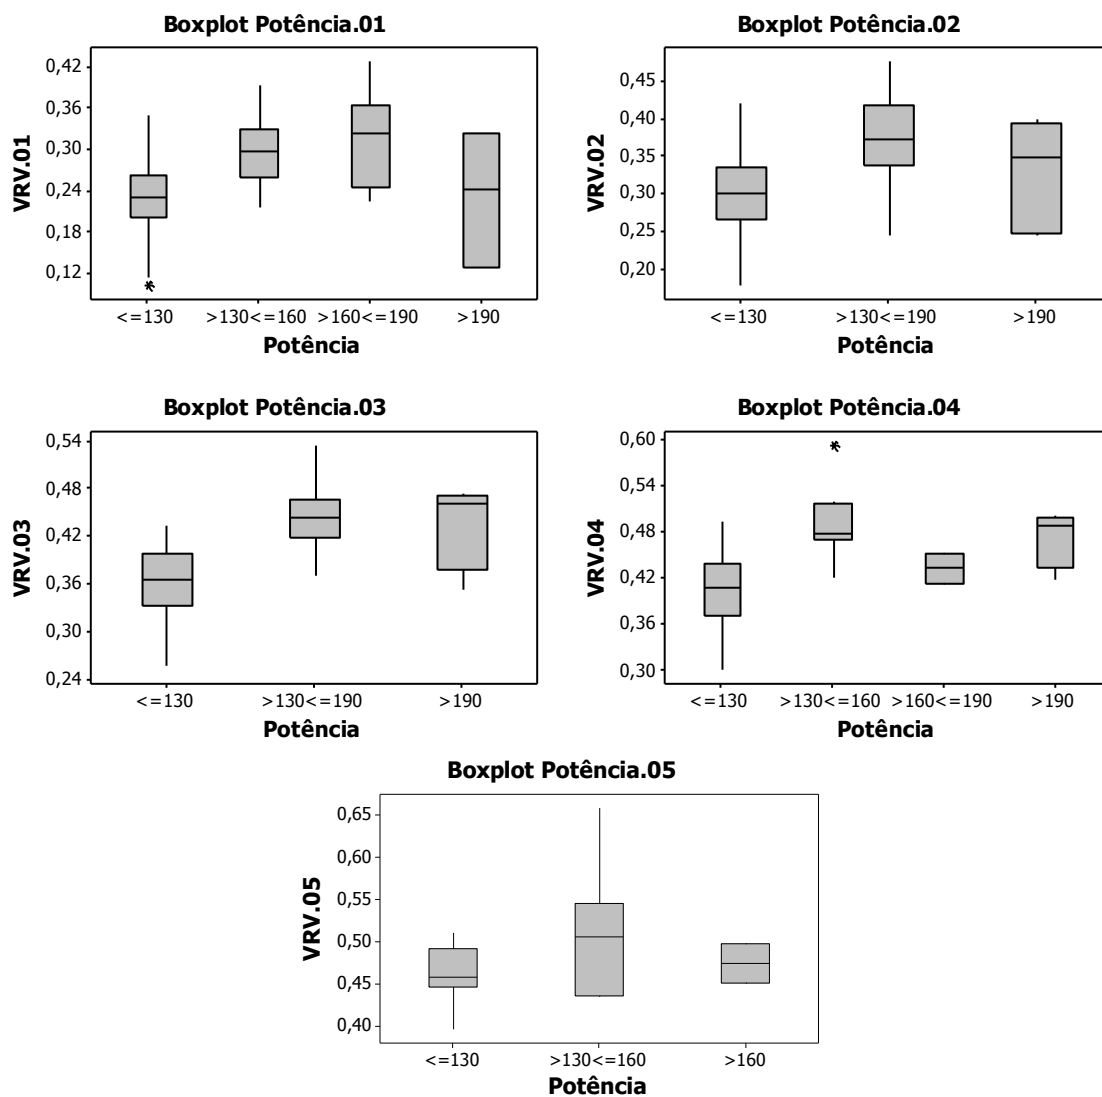 Boxplot Potência.01
VRV.01
0,42
0,36
0,30
0,24
0,18
0,12
<=130 >130<=160 >160<=190 >190
Potência
Boxplot Potência.02
VRV.02
0,45
0,40
0,35
0,30
0,25
0,20
<=130 >130<=190 >190
Potência
Boxplot Potência.03
VRV.03
0,54
0,48
0,42
0,36
0,30
0,24
<=130 >130<=190 >190
Potência
Boxplot Potência.04
VRV.04
0,60
0,54
0,48
0,42
0,36
0,30
<=130 >130<=160 >160<=190 >190
Potência
Boxplot Potência.05
VRV.05
0,65
0,60
0,55
0,50
0,45
0,40
<=130 >130<=160 >160
Potência